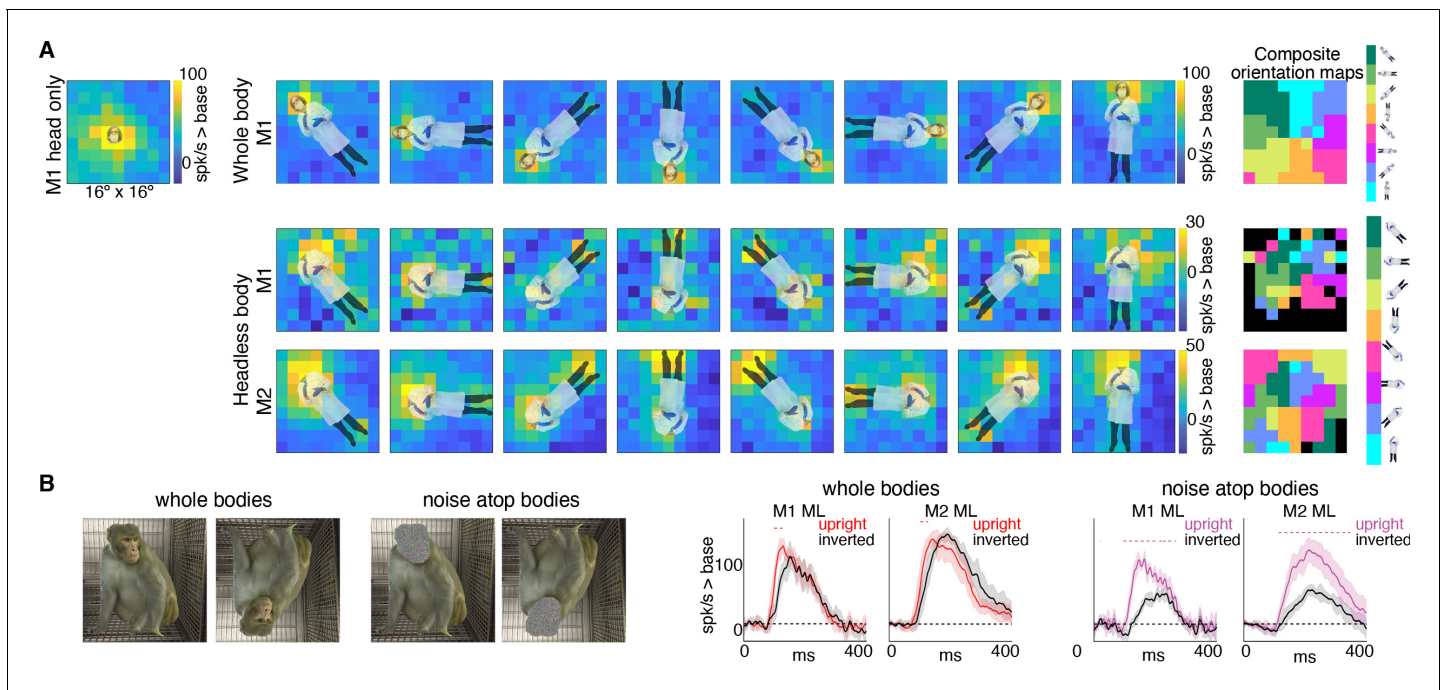 A
M1 head only
100
0
spk/s > base
16º x 16º
Whole body
M1
100
0
spk/s > base
Composite
orientation maps
Headless body
M1
30
0
spk/s > base
M2
50
0
spk/s > base
B
whole bodies
noise atop bodies
whole bodies
M1 ML
upright
inverted
M2 ML
upright
inverted
spk/s > base
100
0
0
ms
400
0
ms
400
noise atop bodies
M1 ML
upright
inverted
M2 ML
upright
inverted
0
ms
400
0
ms
400